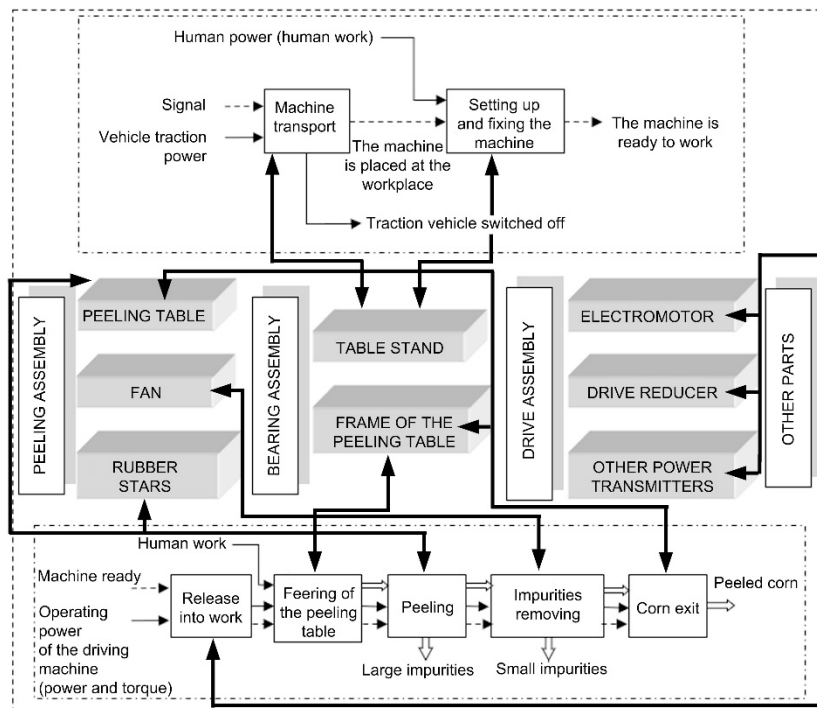 Human power (human work)
Signal
Machine
transport
Setting up
and fixing the
machine
The machine is
ready to work
Vehicle traction
power
The machine
is placed at the
workplace
Traction vehicle switched off
PEELING ASSEMBLY
PEELING TABLE
FAN
RUBBER
STARS
BEARING ASSEMBLY
TABLE STAND
FRAME OF THE
PEELING TABLE
DRIVE ASSEMBLY
ELECTROMOTOR
DRIVE REDUCER
OTHER POWER
TRANSMITTERS
OTHER PARTS
Human work
Machine ready
Operating
power
of the driving
machine
(power and torque)
Release
into work
Feering of
the peeling
table
Peeling
Impurities
removing
Corn exit
Peeled corn
Large impurities
Small impurities